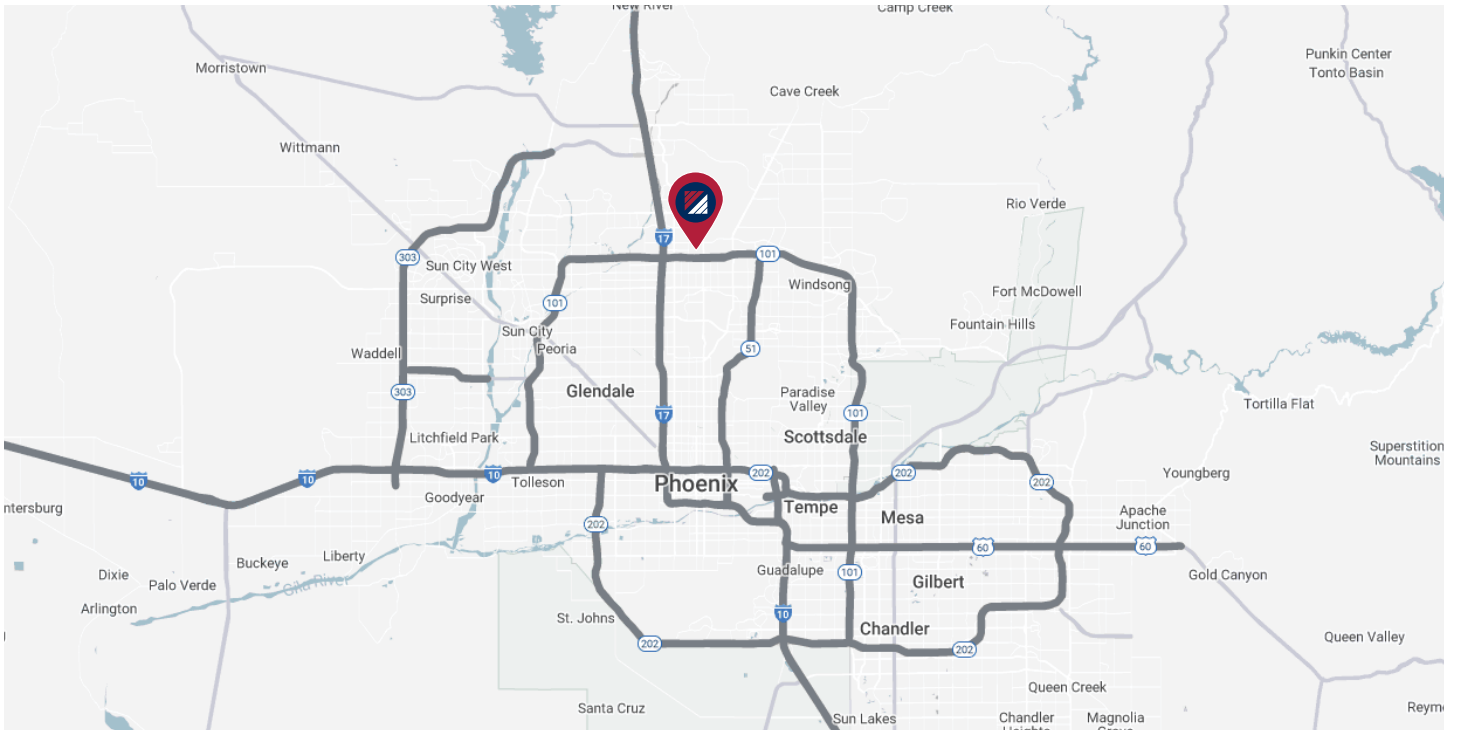 New River
Camp Creek
Morristown
Punkin Center
Tonto Basin
Cave Creek
Wittmann
Rio Verde
17
101
303
Sun City West
Windsong
Surprise
101
Fort McDowell
Sun City
Fountain Hills
Peoria
51
Waddell
Glendale
303
Paradise
Valley
Tortilla Flat
17
101
Litchfield Park
Scottsdale
Superstition
Mountains
10
10
10
202
202
Youngberg
Tolleson
Phoenix
202
Goodyear
ntersburg
Tempe
Mesa
Apache
Junction
202
60
60
Liberty
Buckeye
Guadalupe
101
Dixie
Palo Verde
Gila River
Gilbert
Gold Canyon
Arlington
10
St. Johns
Chandler
202
202
Queen Valley
Queen Creek
Santa Cruz
Sun Lakes
Chandler
Heights
Magnolia
Grove
Reym